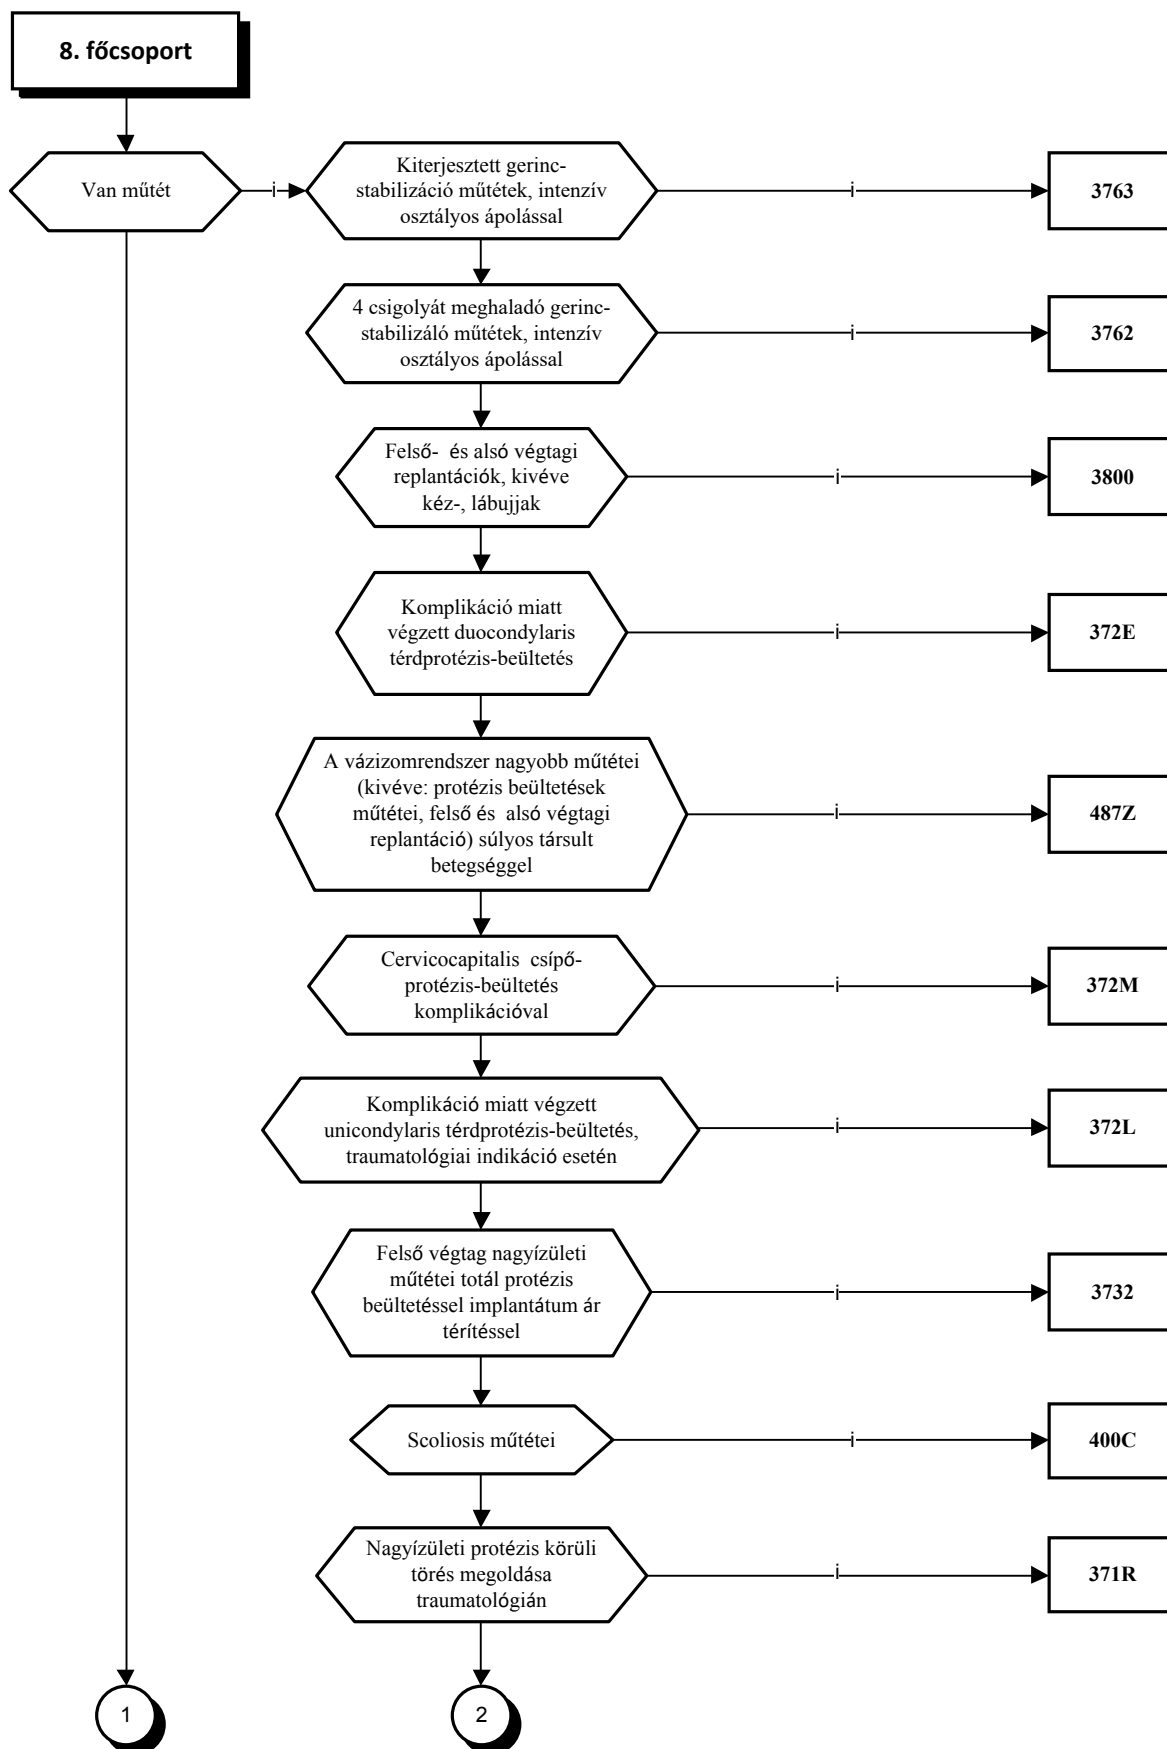 8. főcsoport
Van műtét
i
Kiterjesztett gerinc-
stabilizáció műtétek, intenzív
osztályos ápolással
i
3763
4 csigolyát meghaladó gerinc-
stabilizáló műtétek, intenzív
osztályos ápolással
i
3762
Felső- és alsó végtagi
replantációk, kivéve
kéz-, lábujjak
i
3800
Komplikáció miatt
végzett duocondylaris
térdprotézis-beültetés
i
372E
A vázizomrendszer nagyobb műtétei
(kivéve: protézis beültetések
műtétei, felső és alsó végtagi
replantáció) súlyos társult
betegséggel
i
487Z
Cervicocapitalis csípő-
protézis-beültetés
komplikációval
i
372M
Komplikáció miatt végzett
unicondylaris térdprotézis-beültetés,
traumatológiai indikáció esetén
i
372L
Felső végtag nagyízületi
műtétei totál protézis
beültetéssel implantátum ár
térítéssel
i
3732
Scoliosis műtétei
i
400C
Nagyízületi protézis körüli
törés megoldása
traumatológián
i
371R
1
2